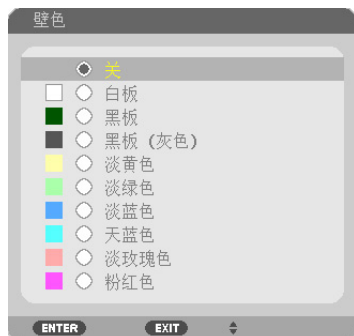 壁色
关
白板
黑板
黑板 (灰色)
淡黄色
淡绿色
淡蓝色
天蓝色
淡玫瑰色
粉红色
ENTER EXIT